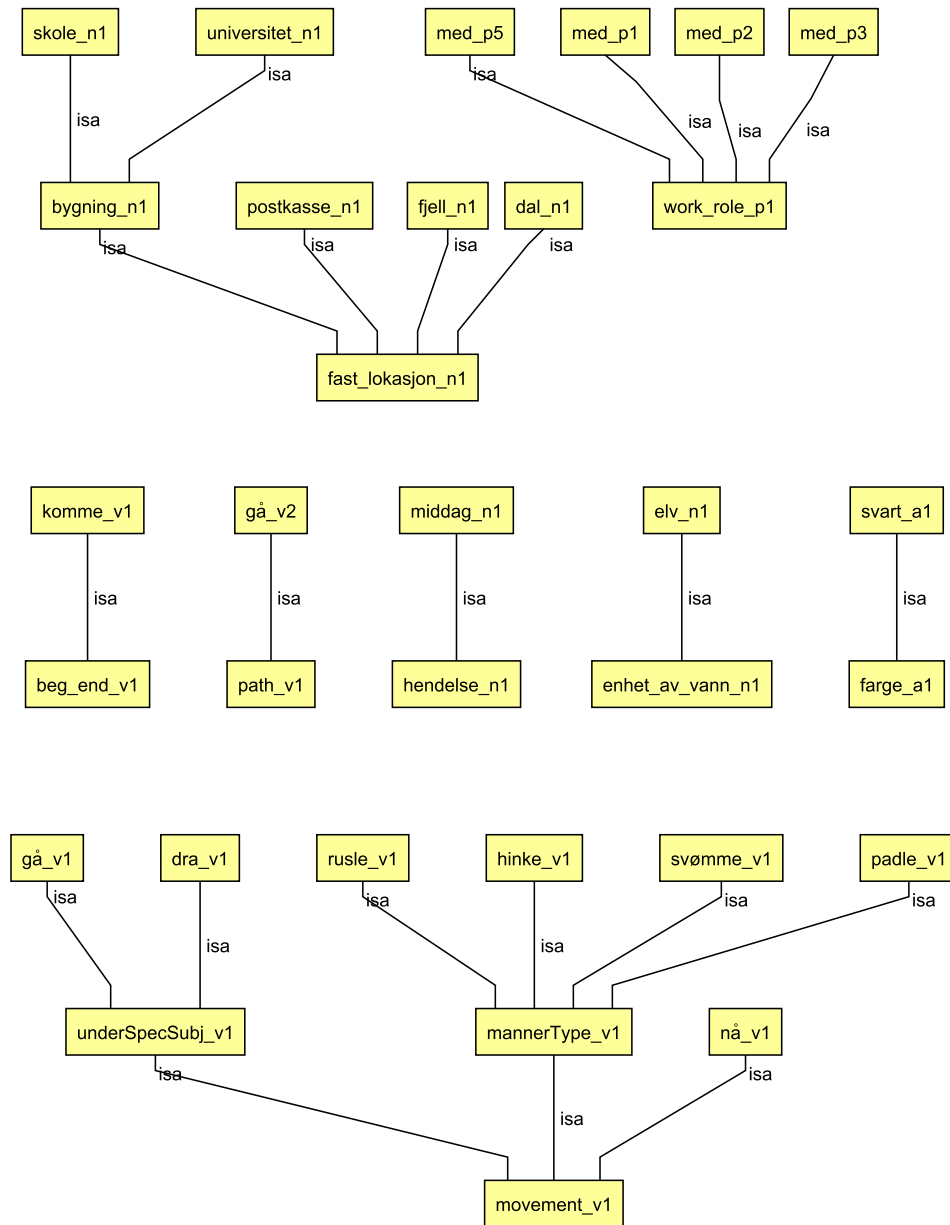 skole_n1
universitet_n1
med_p5
med_p1
med_p2
med_p3
isa
isa
isa
isa
isa
isa
bygning_n1
postkasse_n1
fjell_n1
dal_n1
work_role_p1
isa
isa
isa
isa
fast_lokasjon_n1
komme_v1
gå_v2
middag_n1
elv_n1
svart_a1
isa
isa
isa
isa
isa
beg_end_v1
path_v1
hendelse_n1
enhet_av_vann_n1
farge_a1
gå_v1
dra_v1
rusle_v1
hinke_v1
svømme_v1
padle_v1
isa
isa
isa
isa
isa
isa
underSpecSubj_v1
mannerType_v1
nå_v1
isa
isa
isa
movement_v1